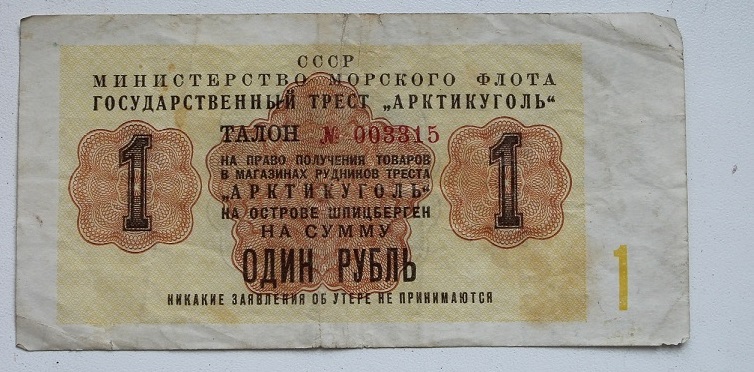 СССР
МИНИСТЕРСТВО МОРСКОГО ФЛОТА
ГОСУДАРСТВЕННЫЙ ТРЕСТ „АРКТИКУГОЛЬ“
ТАЛОН № 003315
НА ПРАВО ПОЛУЧЕНИЯ ТОВАРОВ
В МАГАЗИНАХ РУДНИКОВ ТРЕСТА
„АРКТИКУГОЛЬ“
НА ОСТРОВЕ ШПИЦБЕРГЕН
НА СУММУ
1 1
ОДИН РУБЛЬ
1
НИКАКИЕ ЗАЯВЛЕНИЯ ОБ УТЕРЕ НЕ ПРИНИМАЮТСЯ